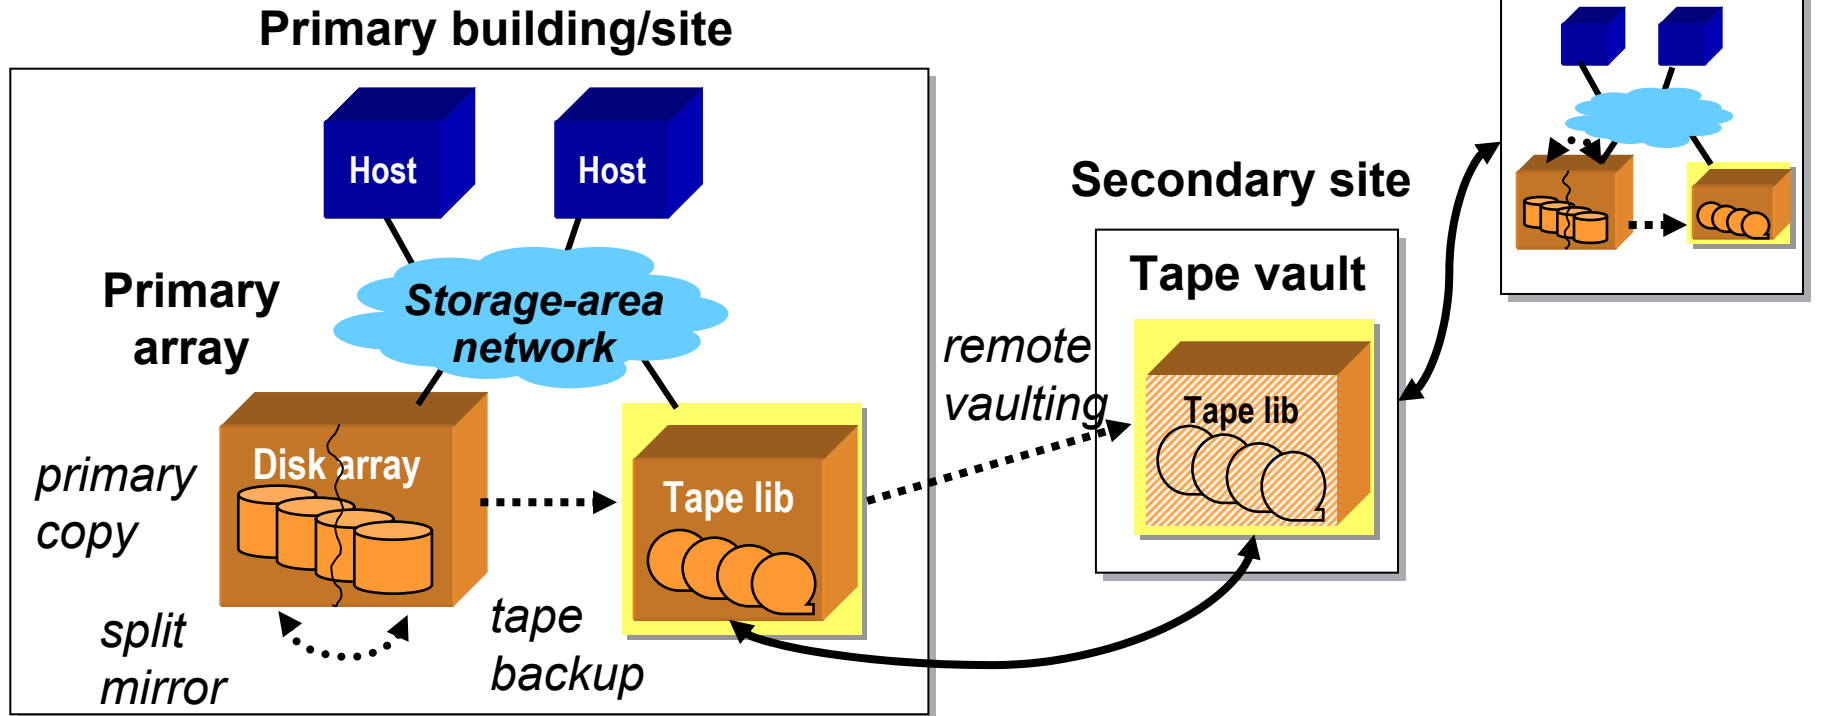 Primary building/site
Host
Host
Storage-area
network
Primary
array
Disk array
primary
copy
split
mirror
tape
backup
Tape lib
remote
vaulting
Secondary site
Tape vault
Tape lib